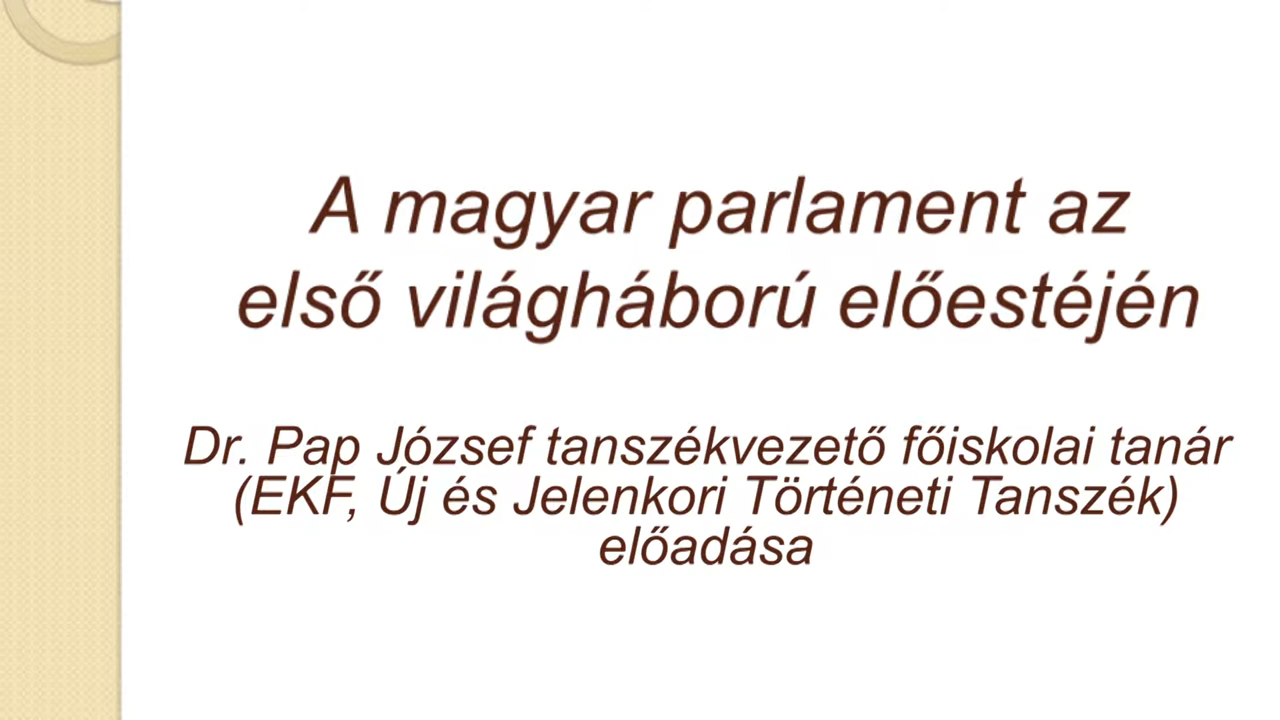 A magyar parlament az
első világháború előestéjén
Dr. Pap József tanszékvezető főiskolai tanár
(EKF, Új és Jelenkori Történeti Tanszék)
előadása